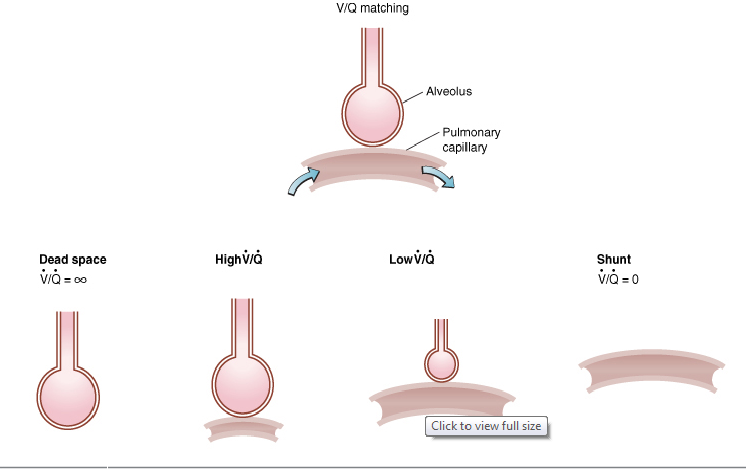 V/Q matching
Alveolus
Pulmonary
capillary
Dead space
V̇/Q̇ = ∞
High V̇/Q̇
Low V̇/Q̇
Shunt
V̇/Q̇ = 0
Click to view full size